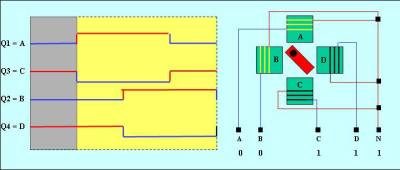 Q1 = A
Q3 = C
Q2 = B
Q4 = D
A
B
D
C
A B C D N
0 0 1 1 1